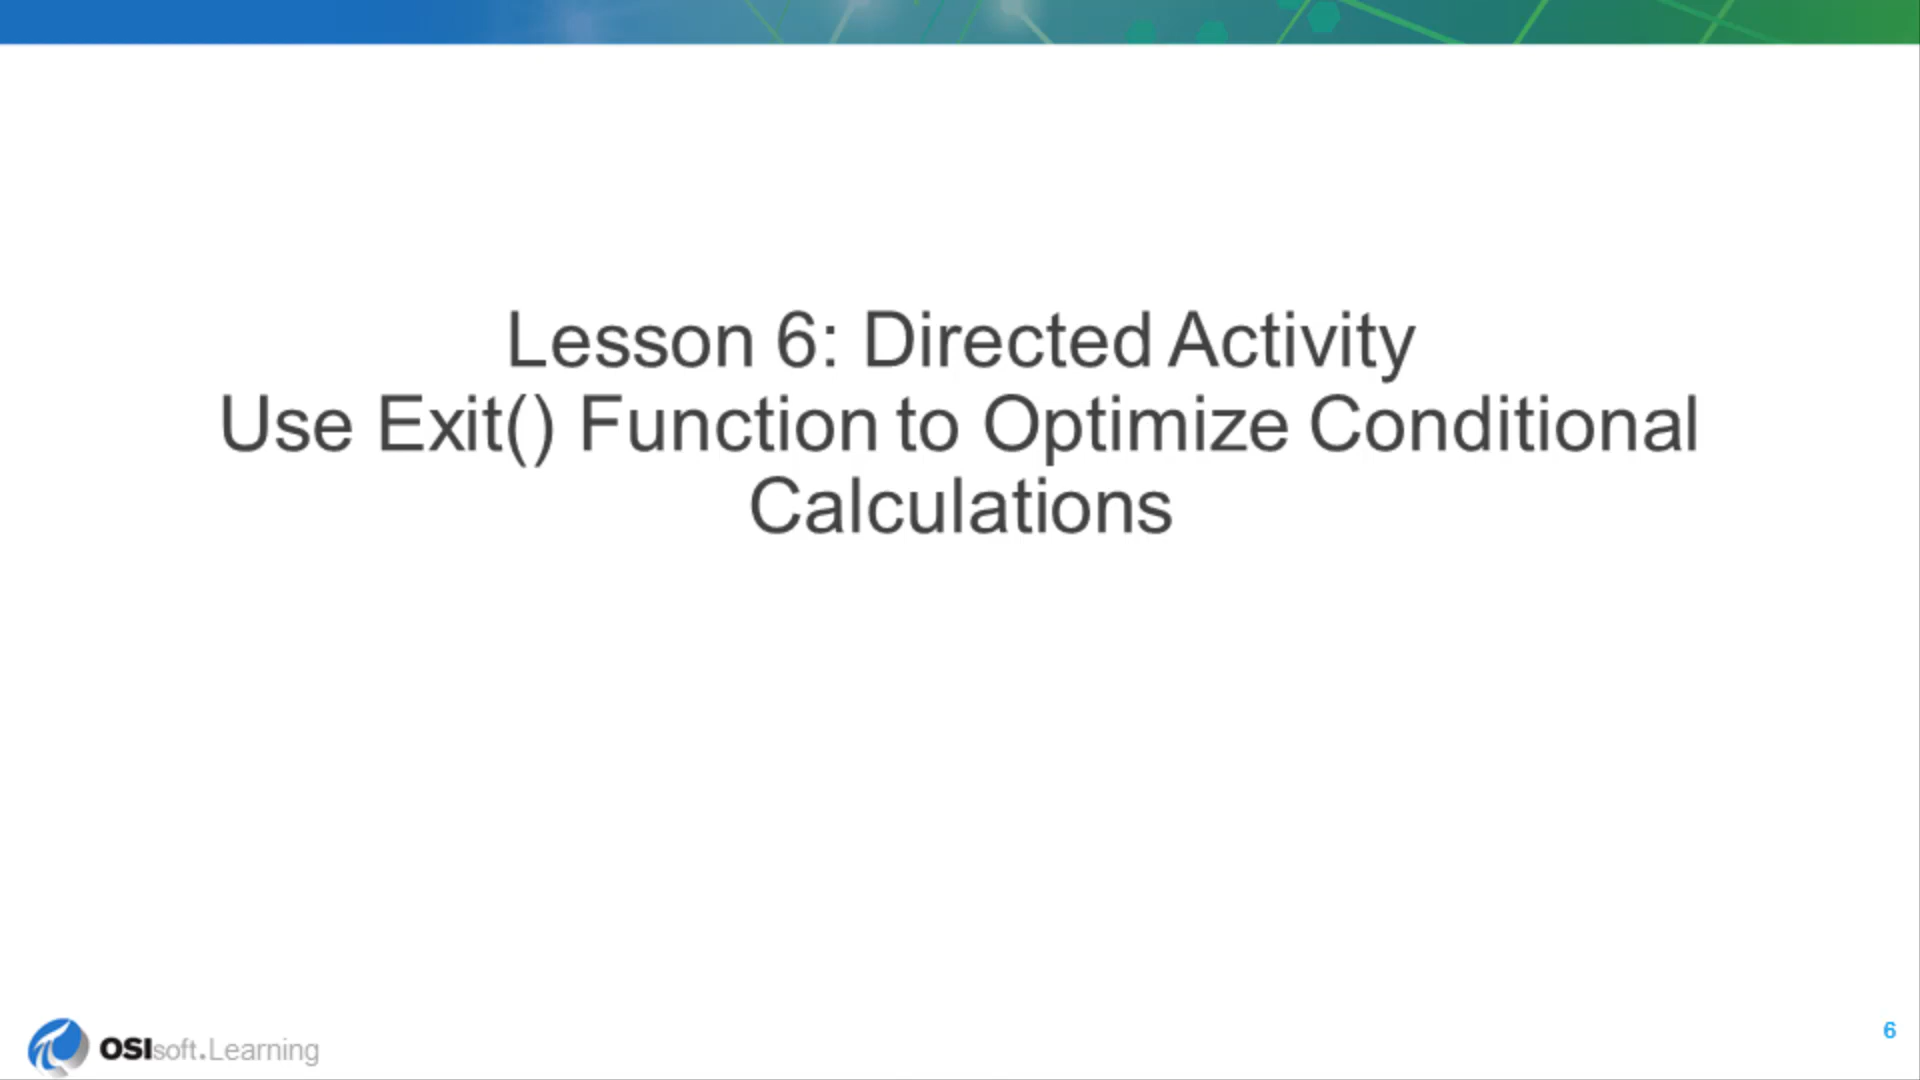 Lesson 6: Directed Activity
Use Exit() Function to Optimize Conditional
Calculations
OSIsoft.Learning
6